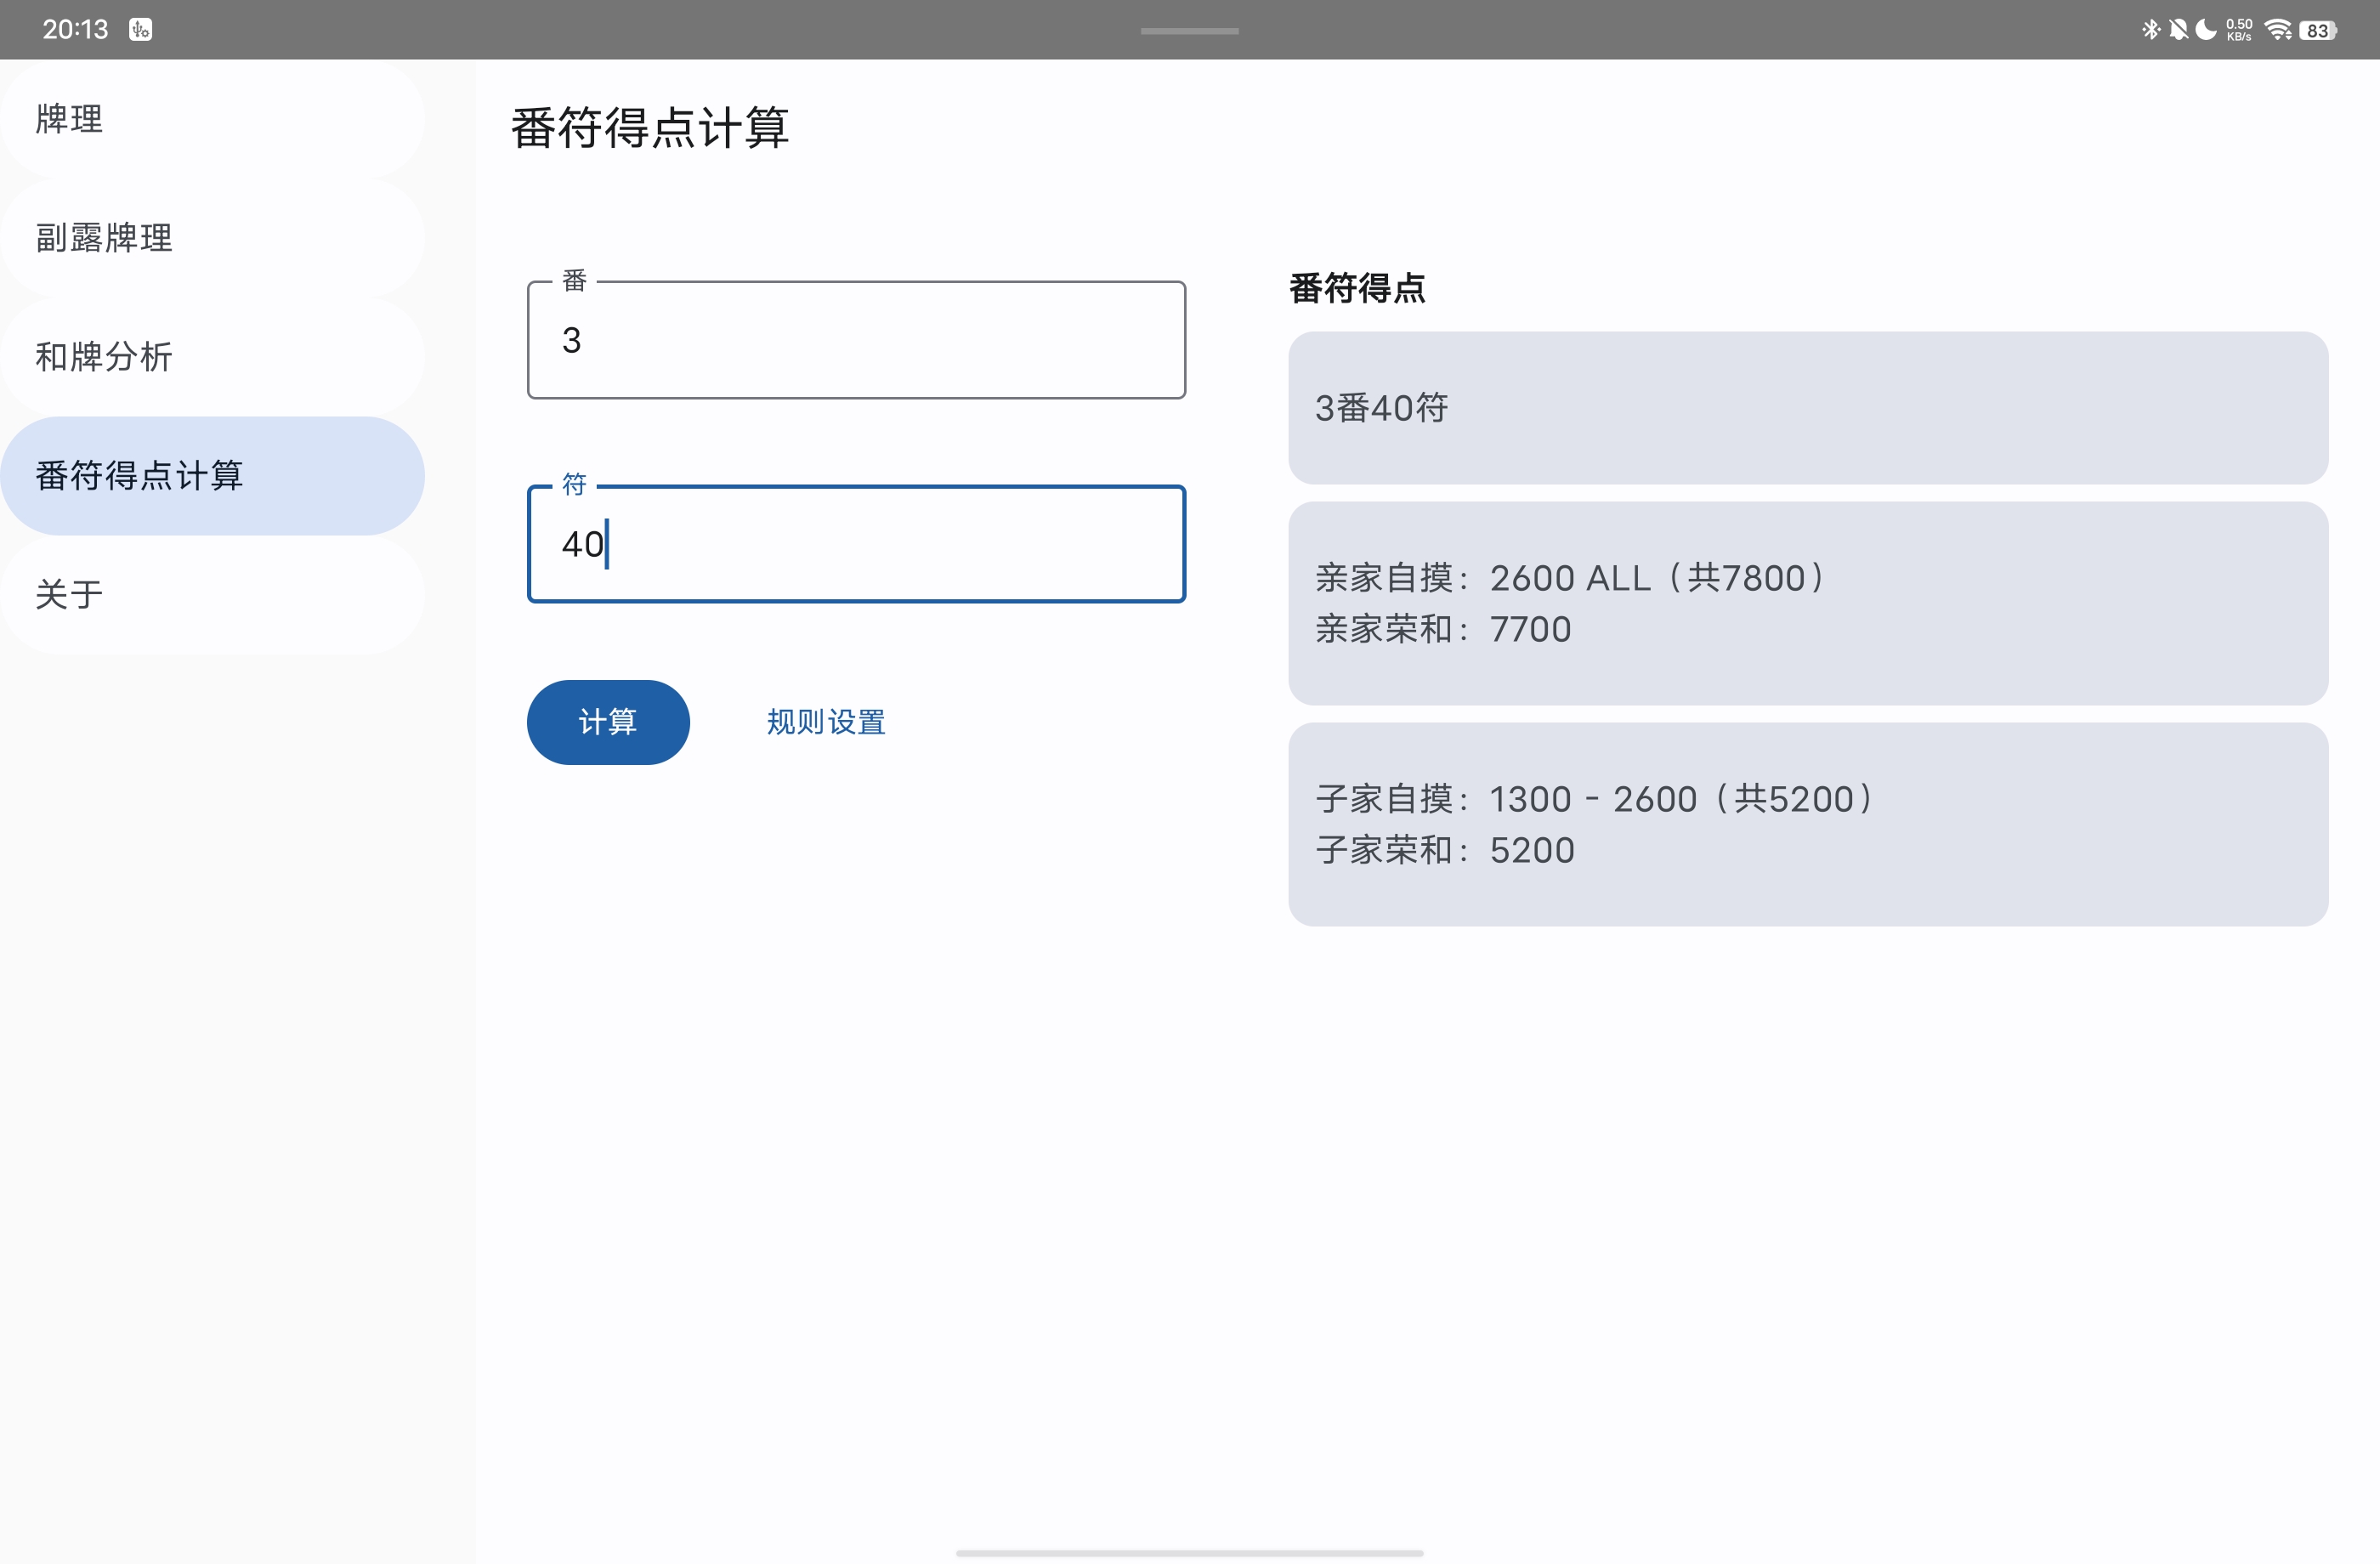 20:13
0.50
KB/s
83
牌理
副露牌理
和牌分析
番符得点计算
关于
番符得点计算
番
3
符
40
计算
规则设置
番符得点
3番40符
亲家自摸：2600 ALL（共7800）
亲家荣和：7700
子家自摸：1300 - 2600（共5200）
子家荣和：5200